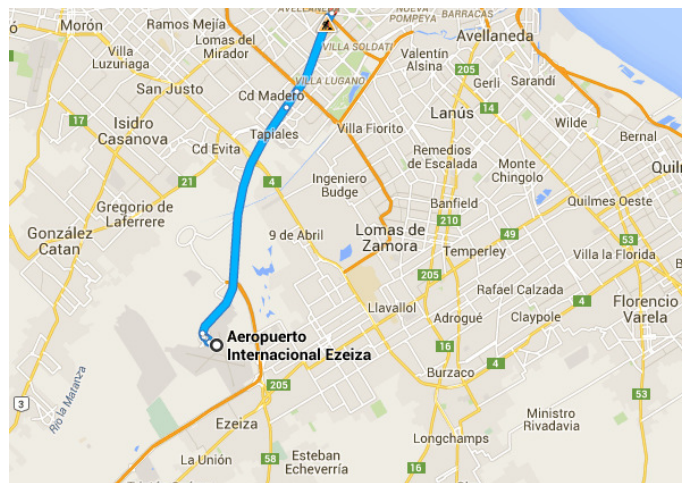 AVELLANEDA
NUEVA
POMPEYA
BARRACAS
Morón
Ramos Mejía
Avellaneda
Villa
Luzuriaga
Lomas del
Mirador
VILLA SOLDATI
Valentín
Alsina
205
Gerli
Sarandí
San Justo
VILLA LUGANO
Cd Madero
Lanús
14
17
Isidro
Casanova
Tapiales
Villa Fiorito
Wilde
Bernal
Cd Evita
Remedios
de Escalada
Monte
Chingolo
Quil
21
4
Ingeniero
Budge
Gregorio de
Laferrere
Banfield
210
Quilmes Oeste
González
Catan
9 de Abril
Lomas de
Zamora
49
53
Temperley
Villa la Florida
205
Rafael Calzada
4
Llavallol
Adrogué
Claypole
Florencio
Varela
Aeropuerto
Internacional Ezeiza
16
Burzaco
4
Río la Matanza
205
53
3
Ezeiza
Ministro
Rivadavia
Longchamps
La Unión
58
Esteban
Echeverría
16